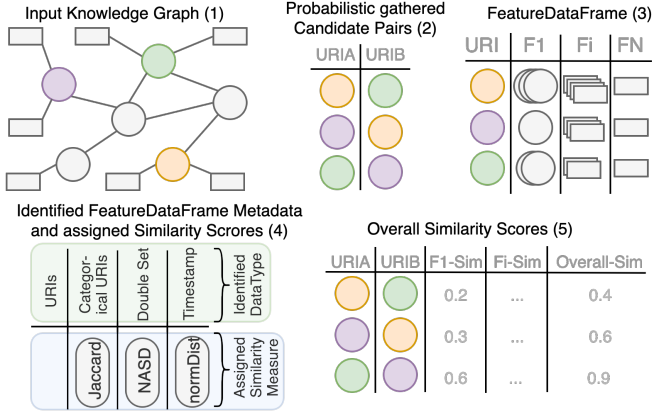 Input Knowledge Graph (1)
Probabilistic gathered
Candidate Pairs (2)
URIA URIB
FeatureDataFrame (3)
URI F1 Fi FN
Identified FeatureDataFrame Metadata
and assigned Similarity Scores (4)
URIs
Categor-
ical URIs
Double Set
Timestamp
Identified
DataType
Jaccard
NASD
normDist
Assigned
Similarity
Measure
Overall Similarity Scores (5)
URIA URIB F1-Sim Fi-Sim Overall-Sim
0.2 ... 0.4
0.3 ... 0.6
0.6 ... 0.9